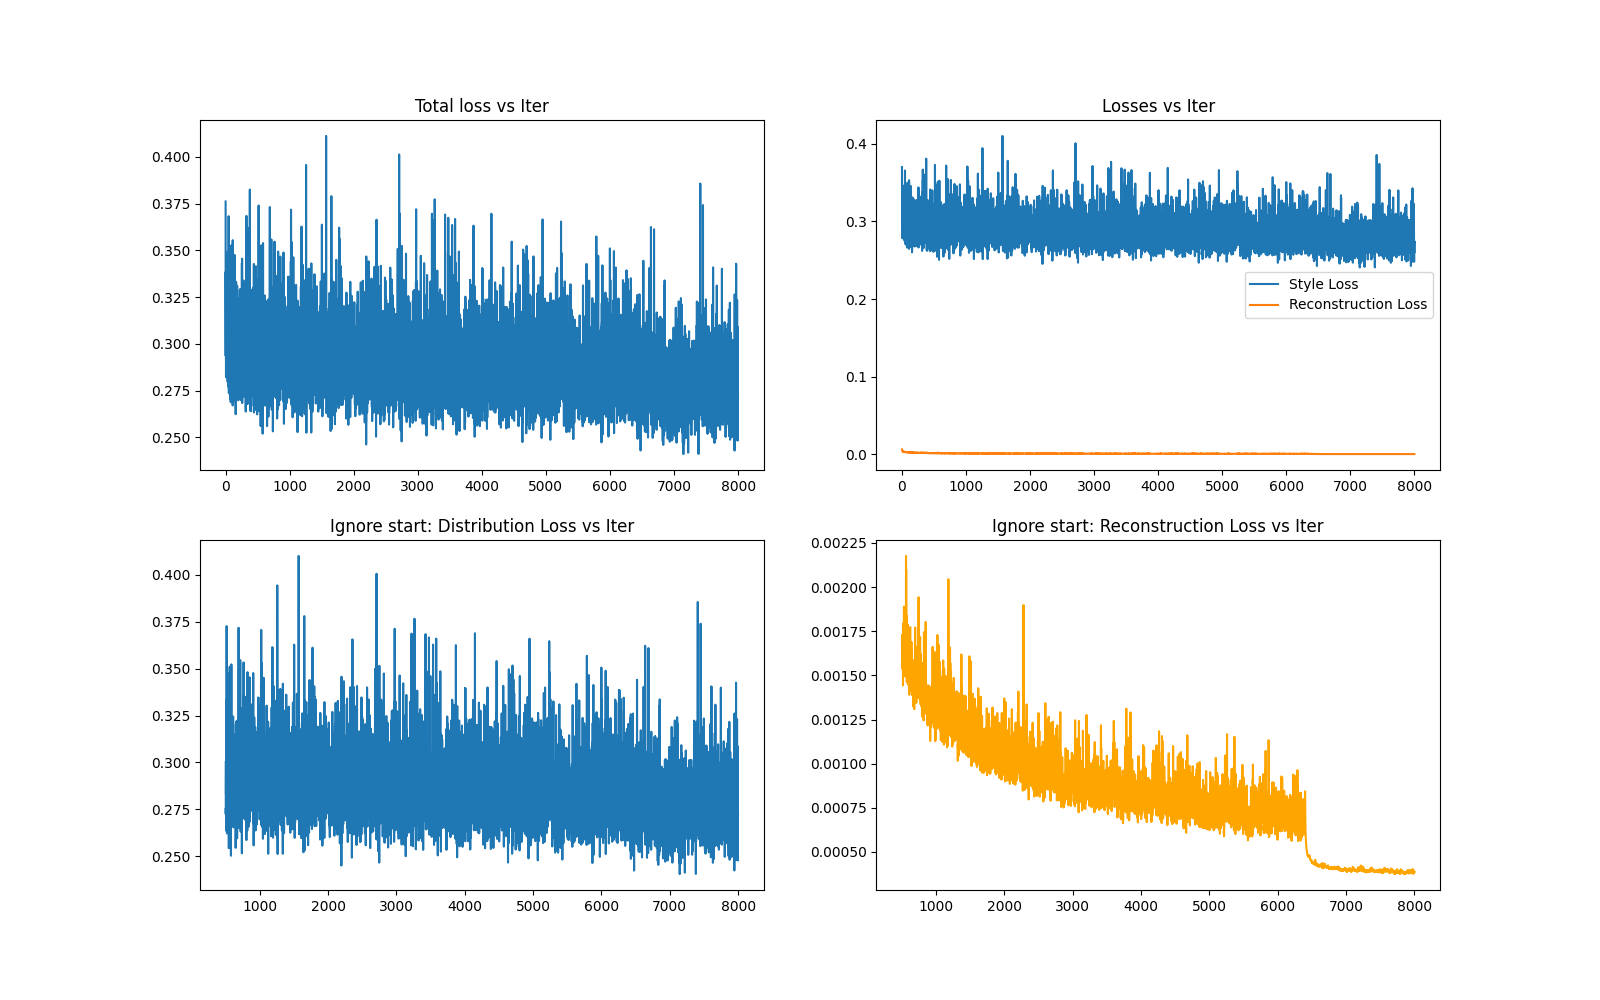 Total loss vs Iter
0.400
0.375
0.350
0.325
0.300
0.275
0.250
0 1000 2000 3000 4000 5000 6000 7000 8000
Losses vs Iter
0.4
0.3
0.2
0.1
0.0
Style Loss
Reconstruction Loss
0 1000 2000 3000 4000 5000 6000 7000 8000
Ignore start: Distribution Loss vs Iter
0.400
0.375
0.350
0.325
0.300
0.275
0.250
1000 2000 3000 4000 5000 6000 7000 8000
Ignore start: Reconstruction Loss vs Iter
0.00225
0.00200
0.00175
0.00150
0.00125
0.00100
0.00075
0.00050
1000 2000 3000 4000 5000 6000 7000 8000